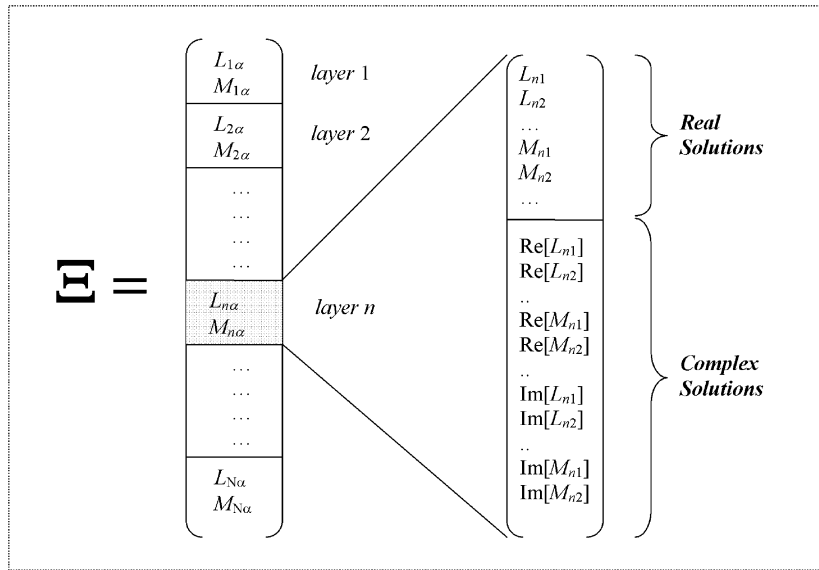 Ξ =
L1α
M1α
layer 1
L2α
M2α
layer 2
…
…
…
…
Lnα
Mnα
layer n
…
…
…
…
LNα
MNα
Ln1
Ln2
…
Mn1
Mn2
…
Real
Solutions
Re[Ln1]
Re[Ln2]
..
Re[Mn1]
Re[Mn2]
..
Im[Ln1]
Im[Ln2]
..
Im[Mn1]
Im[Mn2]
Complex
Solutions